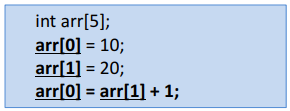 int arr[5];
arr[0] = 10;
arr[1] = 20;
arr[0] = arr[1] + 1;